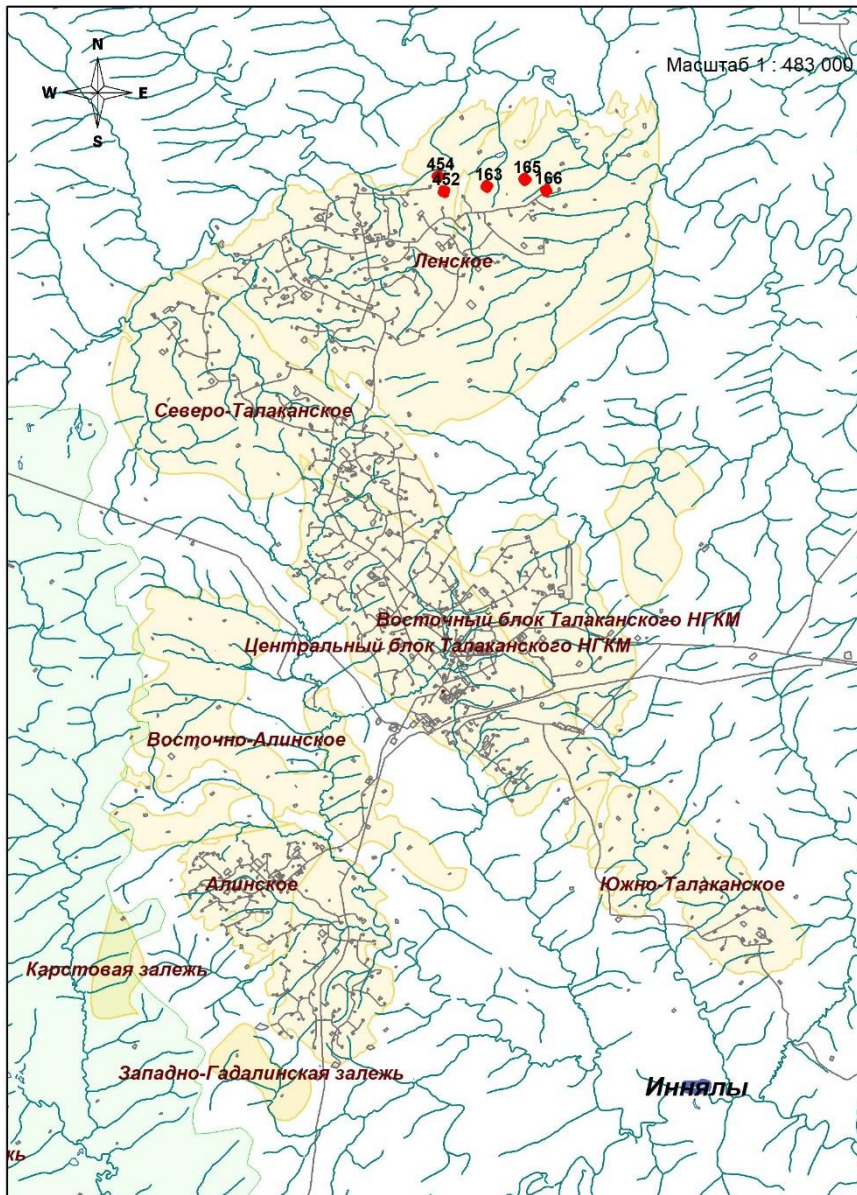 N
W E
S
Масштаб 1 : 483 000
454
452
163
165
166
Ленское
Северо-Талаканское
Восточный блок Талаканского НГКМ
Центральный блок Талаканского НГКМ
Восточно-Алинское
Алинское
Южно-Талаканское
Карстовая залежь
Западно-Гадалинская залежь
Иннялы
жь